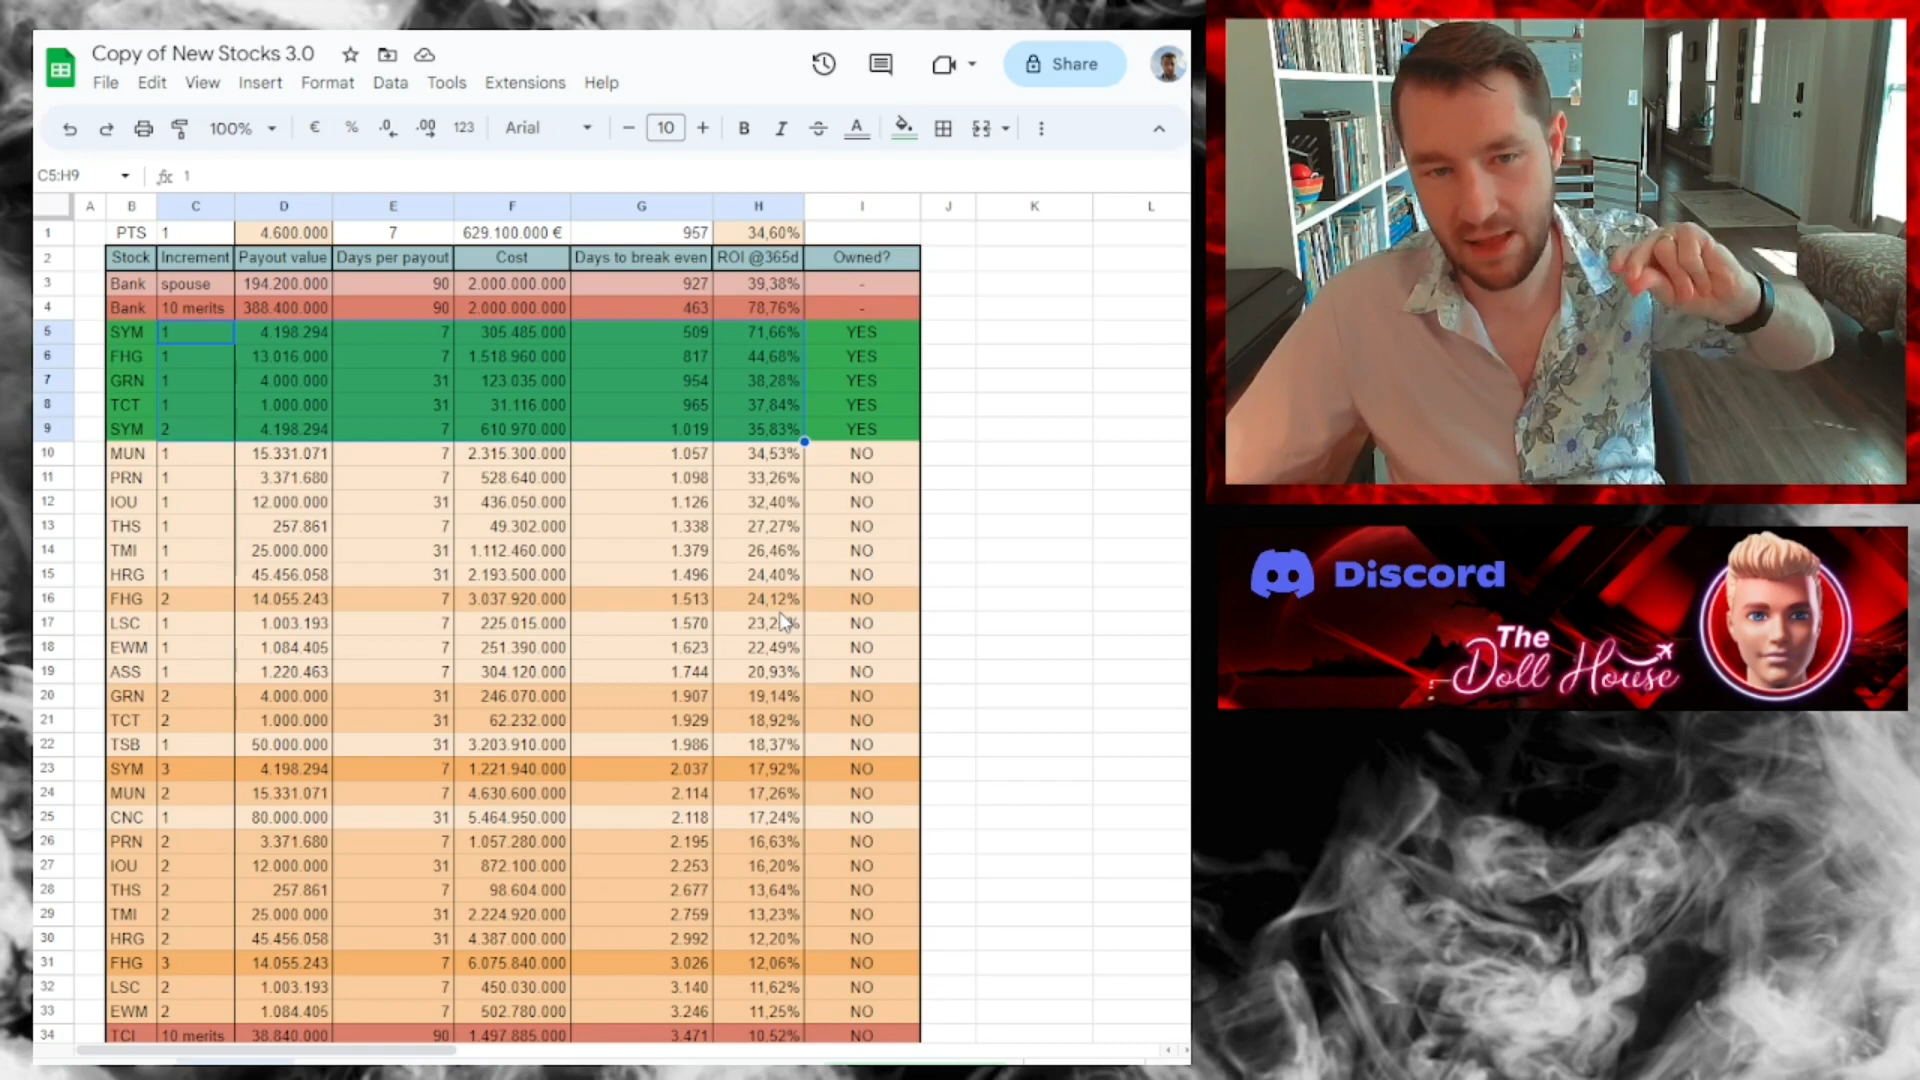 Copy of New Stocks 3.0
File Edit View Insert Format Data Tools Extensions Help
Share
100% € % .0 .00 123 Arial 10 B I A
C5:H9 fx 1
A B C D E F G H I J K L
1 PTS 1 4.600.000 7 629.100.000 € 957 34,60%
2 Stock Increment Payout value Days per payout Cost Days to break even ROI @365d Owned?
3 Bank spouse 194.200.000 90 2.000.000.000 927 39,38% -
4 Bank 10 merits 388.400.000 90 2.000.000.000 463 78,76% -
5 SYM 1 4.198.294 7 305.485.000 509 71,66% YES
6 FHG 1 13.016.000 7 1.518.960.000 817 44,68% YES
7 GRN 1 4.000.000 31 123.035.000 954 38,28% YES
8 TCT 1 1.000.000 31 31.116.000 965 37,84% YES
9 SYM 2 4.198.294 7 610.970.000 1.019 35,83% YES
10 MUN 1 15.331.071 7 2.315.300.000 1.057 34,53% NO
11 PRN 1 3.371.680 7 528.640.000 1.098 33,26% NO
12 IOU 1 12.000.000 31 436.050.000 1.126 32,40% NO
13 THS 1 257.861 7 49.302.000 1.338 27,27% NO
14 TMI 1 25.000.000 31 1.112.460.000 1.379 26,46% NO
15 HRG 1 45.456.058 31 2.193.500.000 1.496 24,40% NO
16 FHG 2 14.055.243 7 3.037.920.000 1.513 24,12% NO
17 LSC 1 1.003.193 7 225.015.000 1.570 NO
18 EWM 1 1.084.405 7 251.390.000 1.623 22,49% NO
19 ASS 1 1.220.463 7 304.120.000 1.744 20,93% NO
20 GRN 2 4.000.000 31 246.070.000 1.907 19,14% NO
21 TCT 2 1.000.000 31 62.232.000 1.929 18,92% NO
22 TSB 1 50.000.000 31 3.203.910.000 1.986 18,37% NO
23 SYM 3 4.198.294 7 1.221.940.000 2.037 17,92% NO
24 MUN 2 15.331.071 7 4.630.600.000 2.114 17,26% NO
25 CNC 1 80.000.000 31 5.464.950.000 2.118 17,24% NO
26 PRN 2 3.371.680 7 1.057.280.000 2.195 16,63% NO
27 IOU 2 12.000.000 31 872.100.000 2.253 16,20% NO
28 THS 2 257.861 7 98.604.000 2.677 13,64% NO
29 TMI 2 25.000.000 31 2.224.920.000 2.759 13,23% NO
30 HRG 2 45.456.058 31 4.387.000.000 2.992 12,20% NO
31 FHG 3 14.055.243 7 6.075.840.000 3.026 12,06% NO
32 LSC 2 1.003.193 7 450.030.000 3.140 11,62% NO
33 EWM 2 1.084.405 7 502.780.000 3.246 11,25% NO
34 TCI 10 merits 38.840.000 90 1.497.885.000 3.471 10,52% NO
Discord
The
Doll House